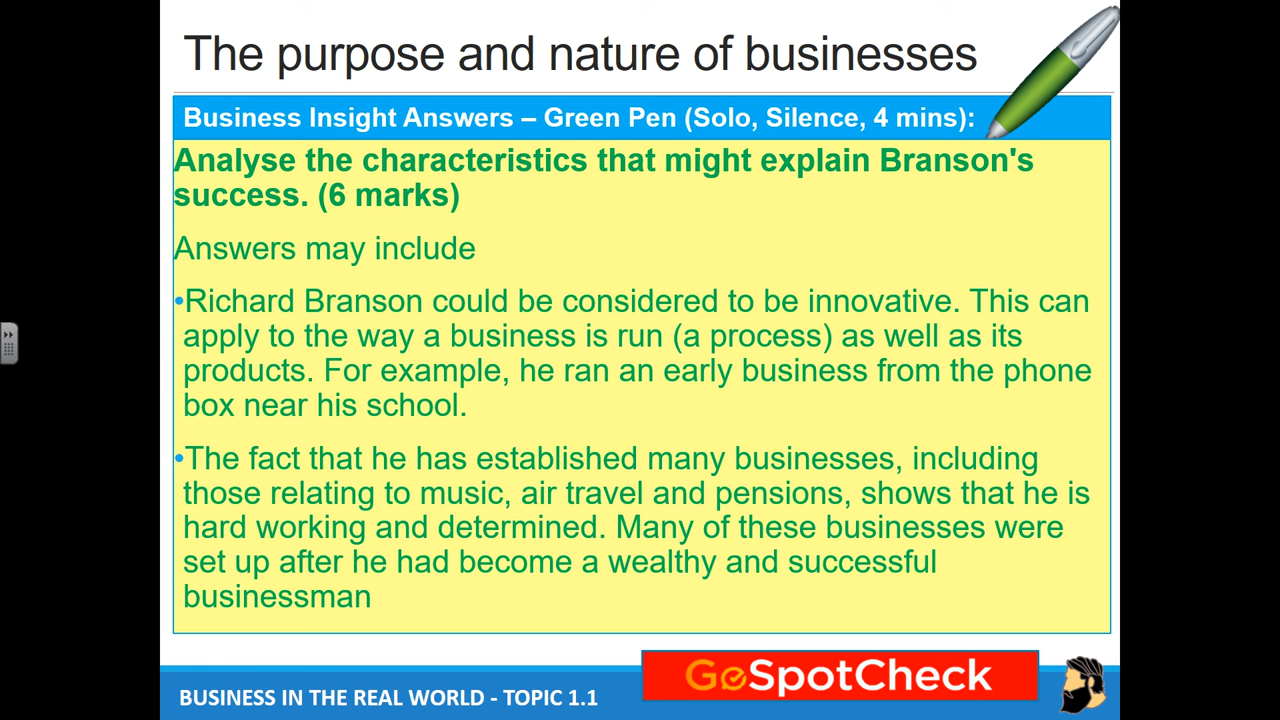 The purpose and nature of businesses
Business Insight Answers – Green Pen (Solo, Silence, 4 mins):
Analyse the characteristics that might explain Branson's
success. (6 marks)
Answers may include
•Richard Branson could be considered to be innovative. This can
apply to the way a business is run (a process) as well as its
products. For example, he ran an early business from the phone
box near his school.
•The fact that he has established many businesses, including
those relating to music, air travel and pensions, shows that he is
hard working and determined. Many of these businesses were
set up after he had become a wealthy and successful
businessman
GoSpotCheck
BUSINESS IN THE REAL WORLD - TOPIC 1.1